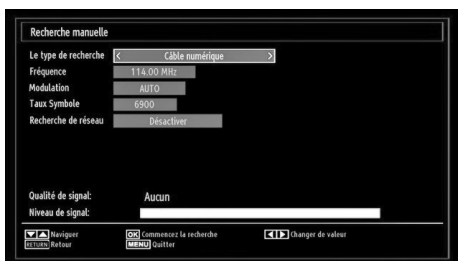 Recherche manuelle
Le type de recherche < Câble numérique >
Fréquence 114.00 MHz
Modulation AUTO
Taux Symbole 6900
Recherche de réseau Désactiver
Qualité de signal: Aucun
Niveau de signal:
Naviguer OK Commencez la recherche Changer de valeur
RETURN Retour MENU Quitter